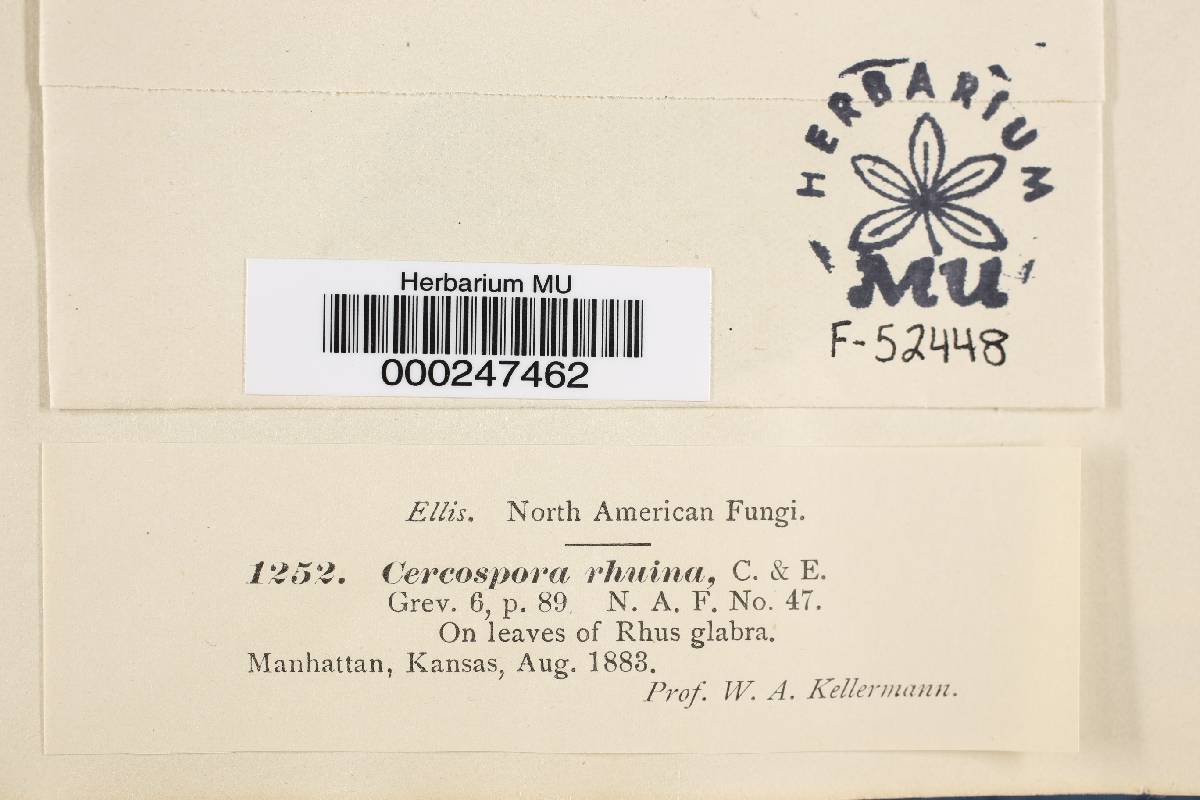 HERBARIUM
MU
F-52448
Herbarium MU
000247462
Ellis. North American Fungi.
1252. Cercospora rhuina, C. & E.
Grev. 6, p. 89. N. A. F. No. 47.
On leaves of Rhus glabra.
Manhattan, Kansas, Aug. 1883.
Prof. W. A. Kellermann.